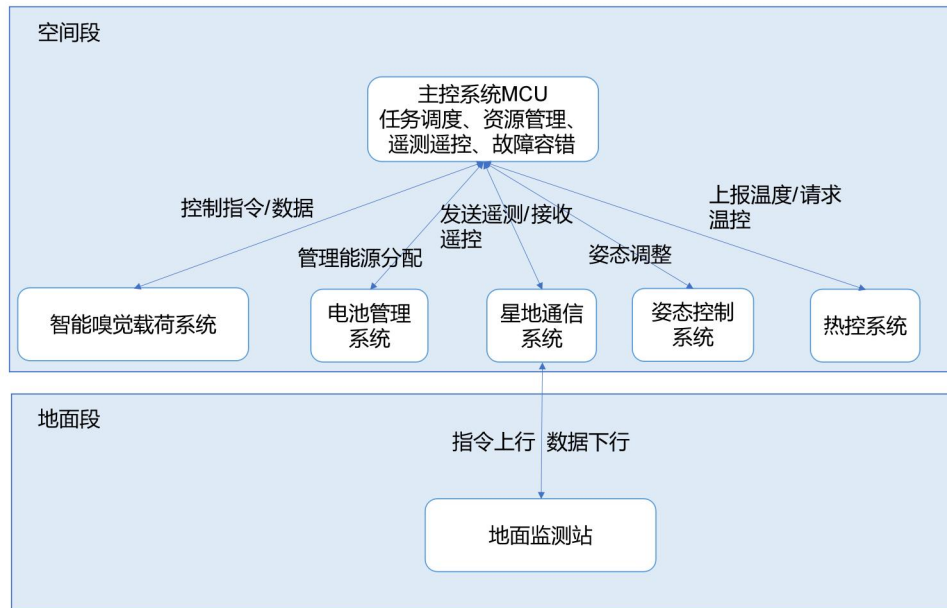 空间段
主控系统MCU
任务调度、资源管理、
遥测遥控、故障容错
控制指令/数据
管理能源分配
发送遥测/接收
遥控
姿态调整
上报温度/请求
温控
智能嗅觉载荷系统
电池管理
系统
星地通信
系统
姿态控制
系统
热控系统
地面段
指令上行 数据下行
地面监测站